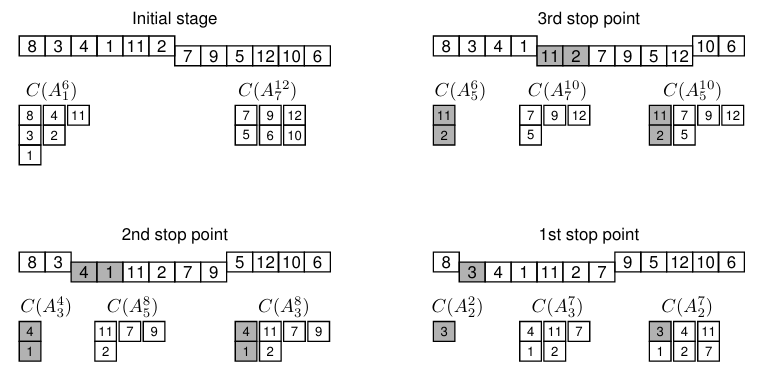 Initial stage
8 3 4 1 11 2 7 9 5 12 10 6
C(A_1^6) C(A_7^{12})
8 4 11 7 9 12
3 2 5 6 10
1
3rd stop point
8 3 4 1 11 2 7 9 5 12 10 6
C(A_5^6) C(A_7^{10}) C(A_5^{10})
11 7 9 12 11 7 9 12
2 5 2 5
2nd stop point
8 3 4 1 11 2 7 9 5 12 10 6
C(A_3^4) C(A_5^8) C(A_3^8)
4 11 7 9 4 11 7 9
1 2 1 2
1st stop point
8 3 4 1 11 2 7 9 5 12 10 6
C(A_2^2) C(A_3^7) C(A_2^7)
3 4 11 7 3 4 11
1 2 1 2 7